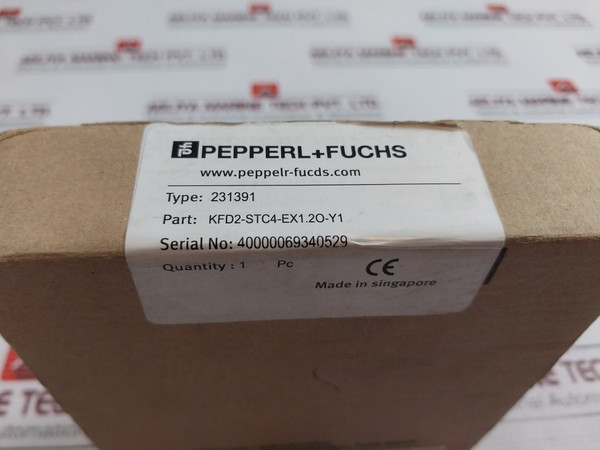 PEPPERL+FUCHS
www.peppelr-fucds.com
Type: 231391
Part: KFD2-STC4-EX1.2O-Y1
Serial No: 40000069340529
Quantity : 1 Pc
CE
Made in singapore